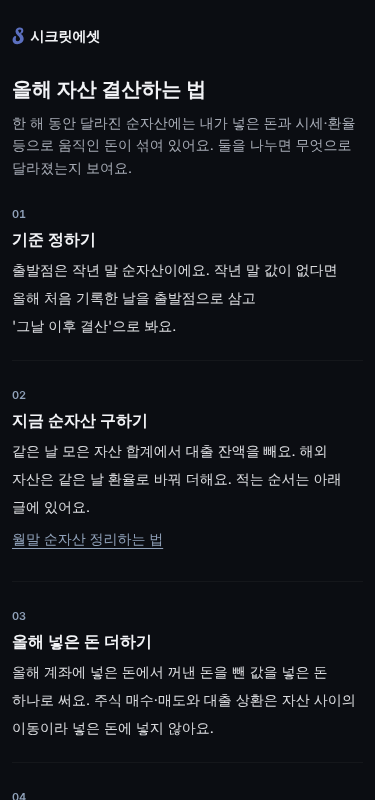 시크릿에셋
올해 자산 결산하는 법
한 해 동안 달라진 순자산에는 내가 넣은 돈과 시세·환율
등으로 움직인 돈이 섞여 있어요. 둘을 나누면 무엇으로
달라졌는지 보여요.
01
기준 정하기
출발점은 작년 말 순자산이에요. 작년 말 값이 없다면
올해 처음 기록한 날을 출발점으로 삼고
'그날 이후 결산'으로 봐요.
02
지금 순자산 구하기
같은 날 모은 자산 합계에서 대출 잔액을 빼요. 해외
자산은 같은 날 환율로 바꿔 더해요. 적는 순서는 아래
글에 있어요.
월말 순자산 정리하는 법
03
올해 넣은 돈 더하기
올해 계좌에 넣은 돈에서 꺼낸 돈을 뺀 값을 넣은 돈
하나로 써요. 주식 매수·매도와 대출 상환은 자산 사이의
이동이라 넣은 돈에 넣지 않아요.
04